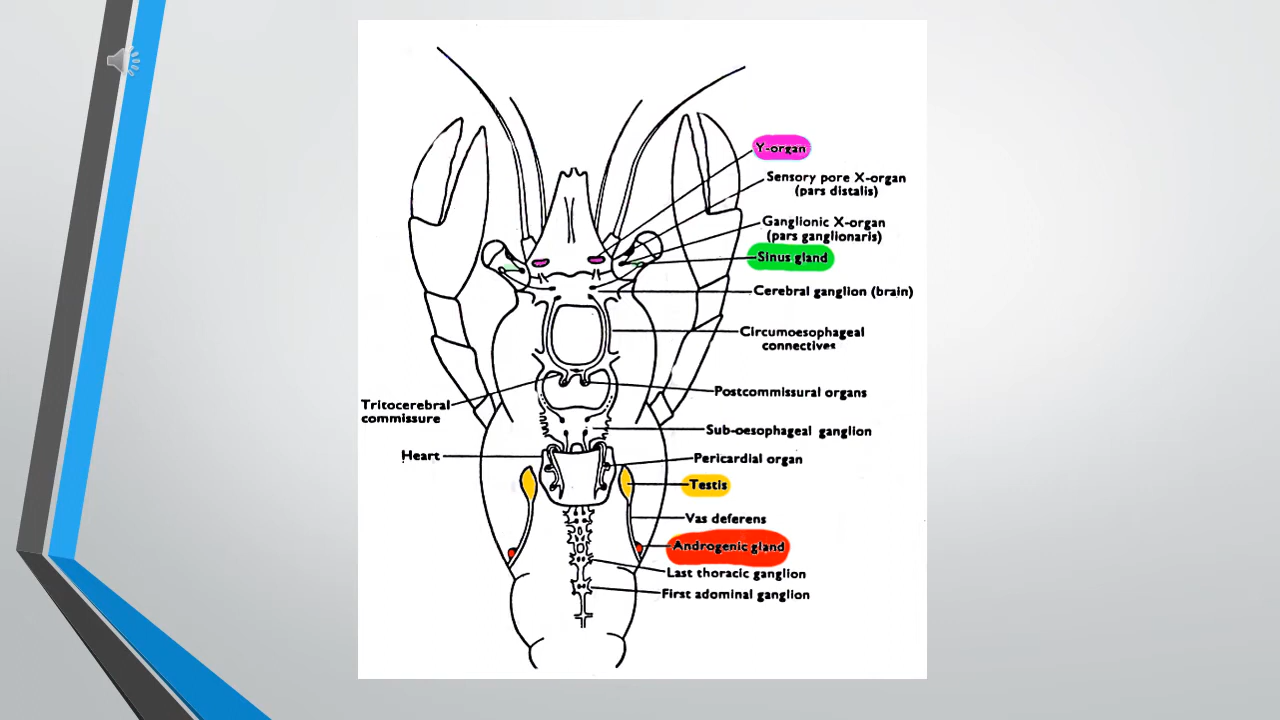 Y-organ
Sensory pore X-organ
(pars distalis)
Ganglionic X-organ
(pars ganglionaris)
Sinus gland
Cerebral ganglion (brain)
Circumoesophageal
connectives
Postcommissural organs
Tritocerebral
commissure
Sub-oesophageal ganglion
Heart
Pericardial organ
Testis
Vas deferens
Androgenic gland
Last thoracic ganglion
First adominal ganglion